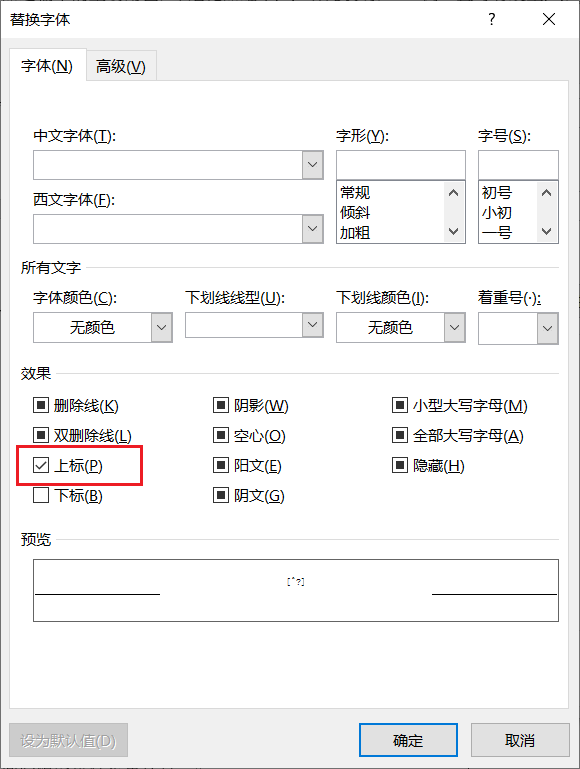 替换字体 ?
字体(N) 高级(V)
中文字体(T): 字形(Y): 字号(S):
常规 初号
西文字体(F): 倾斜 小初
加粗 一号
所有文字
字体颜色(C): 下划线线型(U): 下划线颜色(I): 着重号(·):
无颜色 无颜色
效果
删除线(K) 阴影(W) 小型大写字母(M)
双删除线(L) 空心(O) 全部大写字母(A)
上标(P) 阳文(E) 隐藏(H)
下标(B) 阴文(G)
预览
[^?]
设为默认值(D) 确定 取消